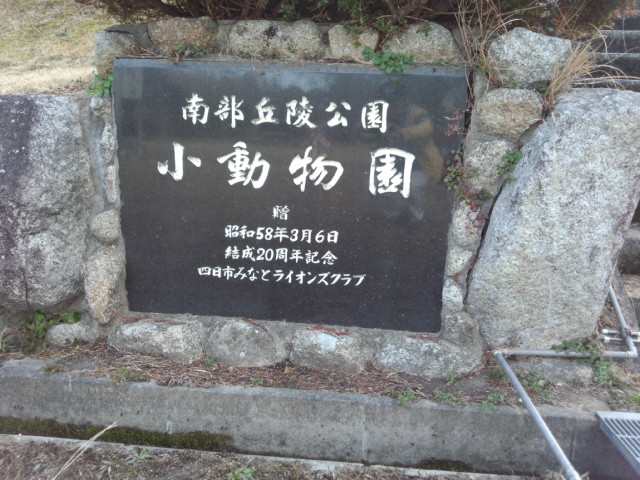 南部丘陵公園
小動物園
贈
昭和58年3月6日
結成20周年記念
四日市みなとライオンズクラブ